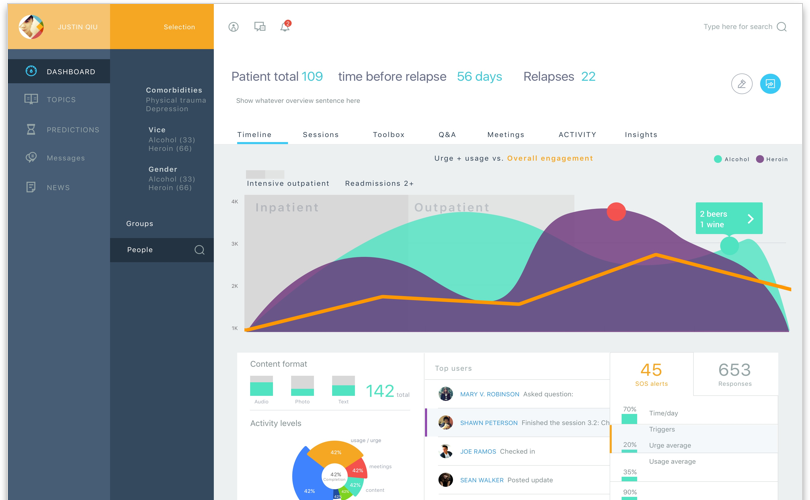 JUSTIN QIU
Selection
2
Type here for search
DASHBOARD
TOPICS
PREDICTIONS
Messages
NEWS
Comorbidities
Physical trauma
Depression
Vice
Alcohol (33)
Heroin (66)
Gender
Alcohol (33)
Heroin (66)
Groups
People
Patient total 109 time before relapse 56 days Relapses 22
Show whatever overview sentence here
Timeline Sessions Toolbox Q&A Meetings ACTIVITY Insights
Urge + usage vs. Overall engagement
Alcohol Heroin
Intensive outpatient Readmissions 2+
4K
3K
2K
1K
Inpatient Outpatient
2 beers
1 wine
Content format
Audio Photo Text
142 total
Activity levels
usage / urge
42%
meetings
42%
42%
Completion
42%
content
42%
Top users
MARY V. ROBINSON Asked question:
SHAWN PETERSON Finished the session 3.2: Ch
JOE RAMOS Checked in
SEAN WALKER Posted update
45
SOS alerts
653
Responses
70%
Time/day
Triggers
20%
Urge average
Usage average
35%
90%